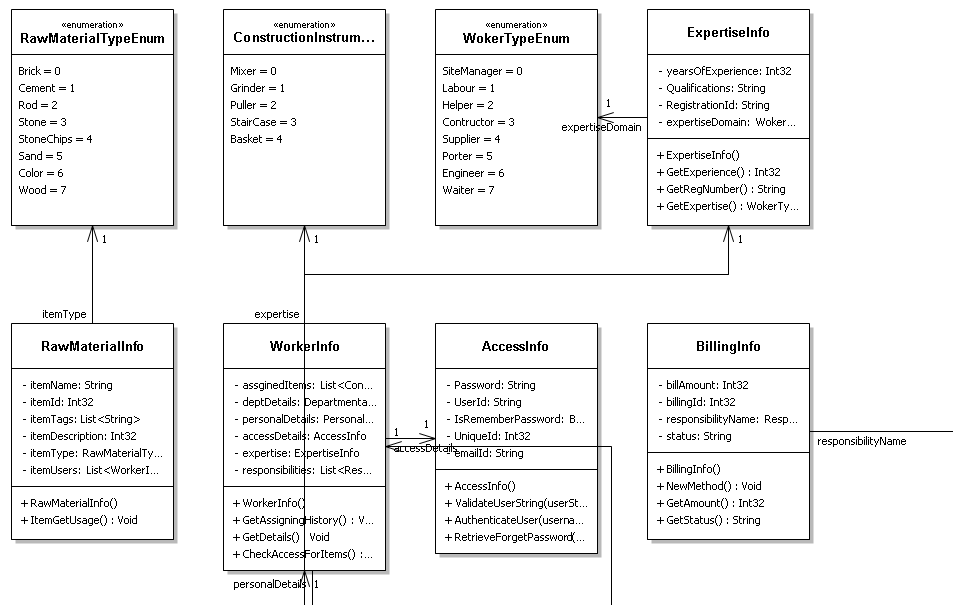 «enumeration»
RawMaterialTypeEnum
Brick = 0
Cement = 1
Rod = 2
Stone = 3
StoneChips = 4
Sand = 5
Color = 6
Wood = 7
«enumeration»
ConstructionInstrum...
Mixer = 0
Grinder = 1
Puller = 2
StairCase = 3
Basket = 4
«enumeration»
WokerTypeEnum
SiteManager = 0
Labour = 1
Helper = 2
Contructor = 3
Supplier = 4
Porter = 5
Engineer = 6
Waiter = 7
ExpertiseInfo
- yearsOfExperience: Int32
- Qualifications: String
- RegistrationId: String
- expertiseDomain: Woker...
+ ExpertiseInfo()
+ GetExperience() : Int32
+ GetRegNumber() : String
+ GetExpertise() : WokerTy...
1
expertiseDomain
1
1
1
itemType
expertise
RawMaterialInfo
- itemName: String
- itemId: Int32
- itemTags: List<String>
- itemDescription: Int32
- itemType: RawMaterialTy...
- itemUsers: List<WorkerI...
+ RawMaterialInfo()
+ ItemGetUsage() : Void
WorkerInfo
- assginedItems: List<Con...
- deptDetails: Departmenta...
- personalDetails: Personal...
- accessDetails: AccessInfo
- expertise: ExpertiseInfo
- responsibilities: List<Res...
+ WorkerInfo()
+ GetAssigningHistory() : V...
+ GetDetails() : Void
+ CheckAccessForItems() :...
1
1
accessDetails
AccessInfo
- Password: String
- UserId: String
- IsRememberPassword: B...
- UniqueId: Int32
- emailId: String
+ AccessInfo()
+ ValidateUserString(userSt...
+ AuthenticateUser(userna...
+ RetrieveForgetPassword(...
BillingInfo
- billAmount: Int32
- billingId: Int32
- responsibilityName: Resp...
- status: String
+ BillingInfo()
+ NewMethod() : Void
+ GetAmount() : Int32
+ GetStatus() : String
responsibilityName
personalDetails
1